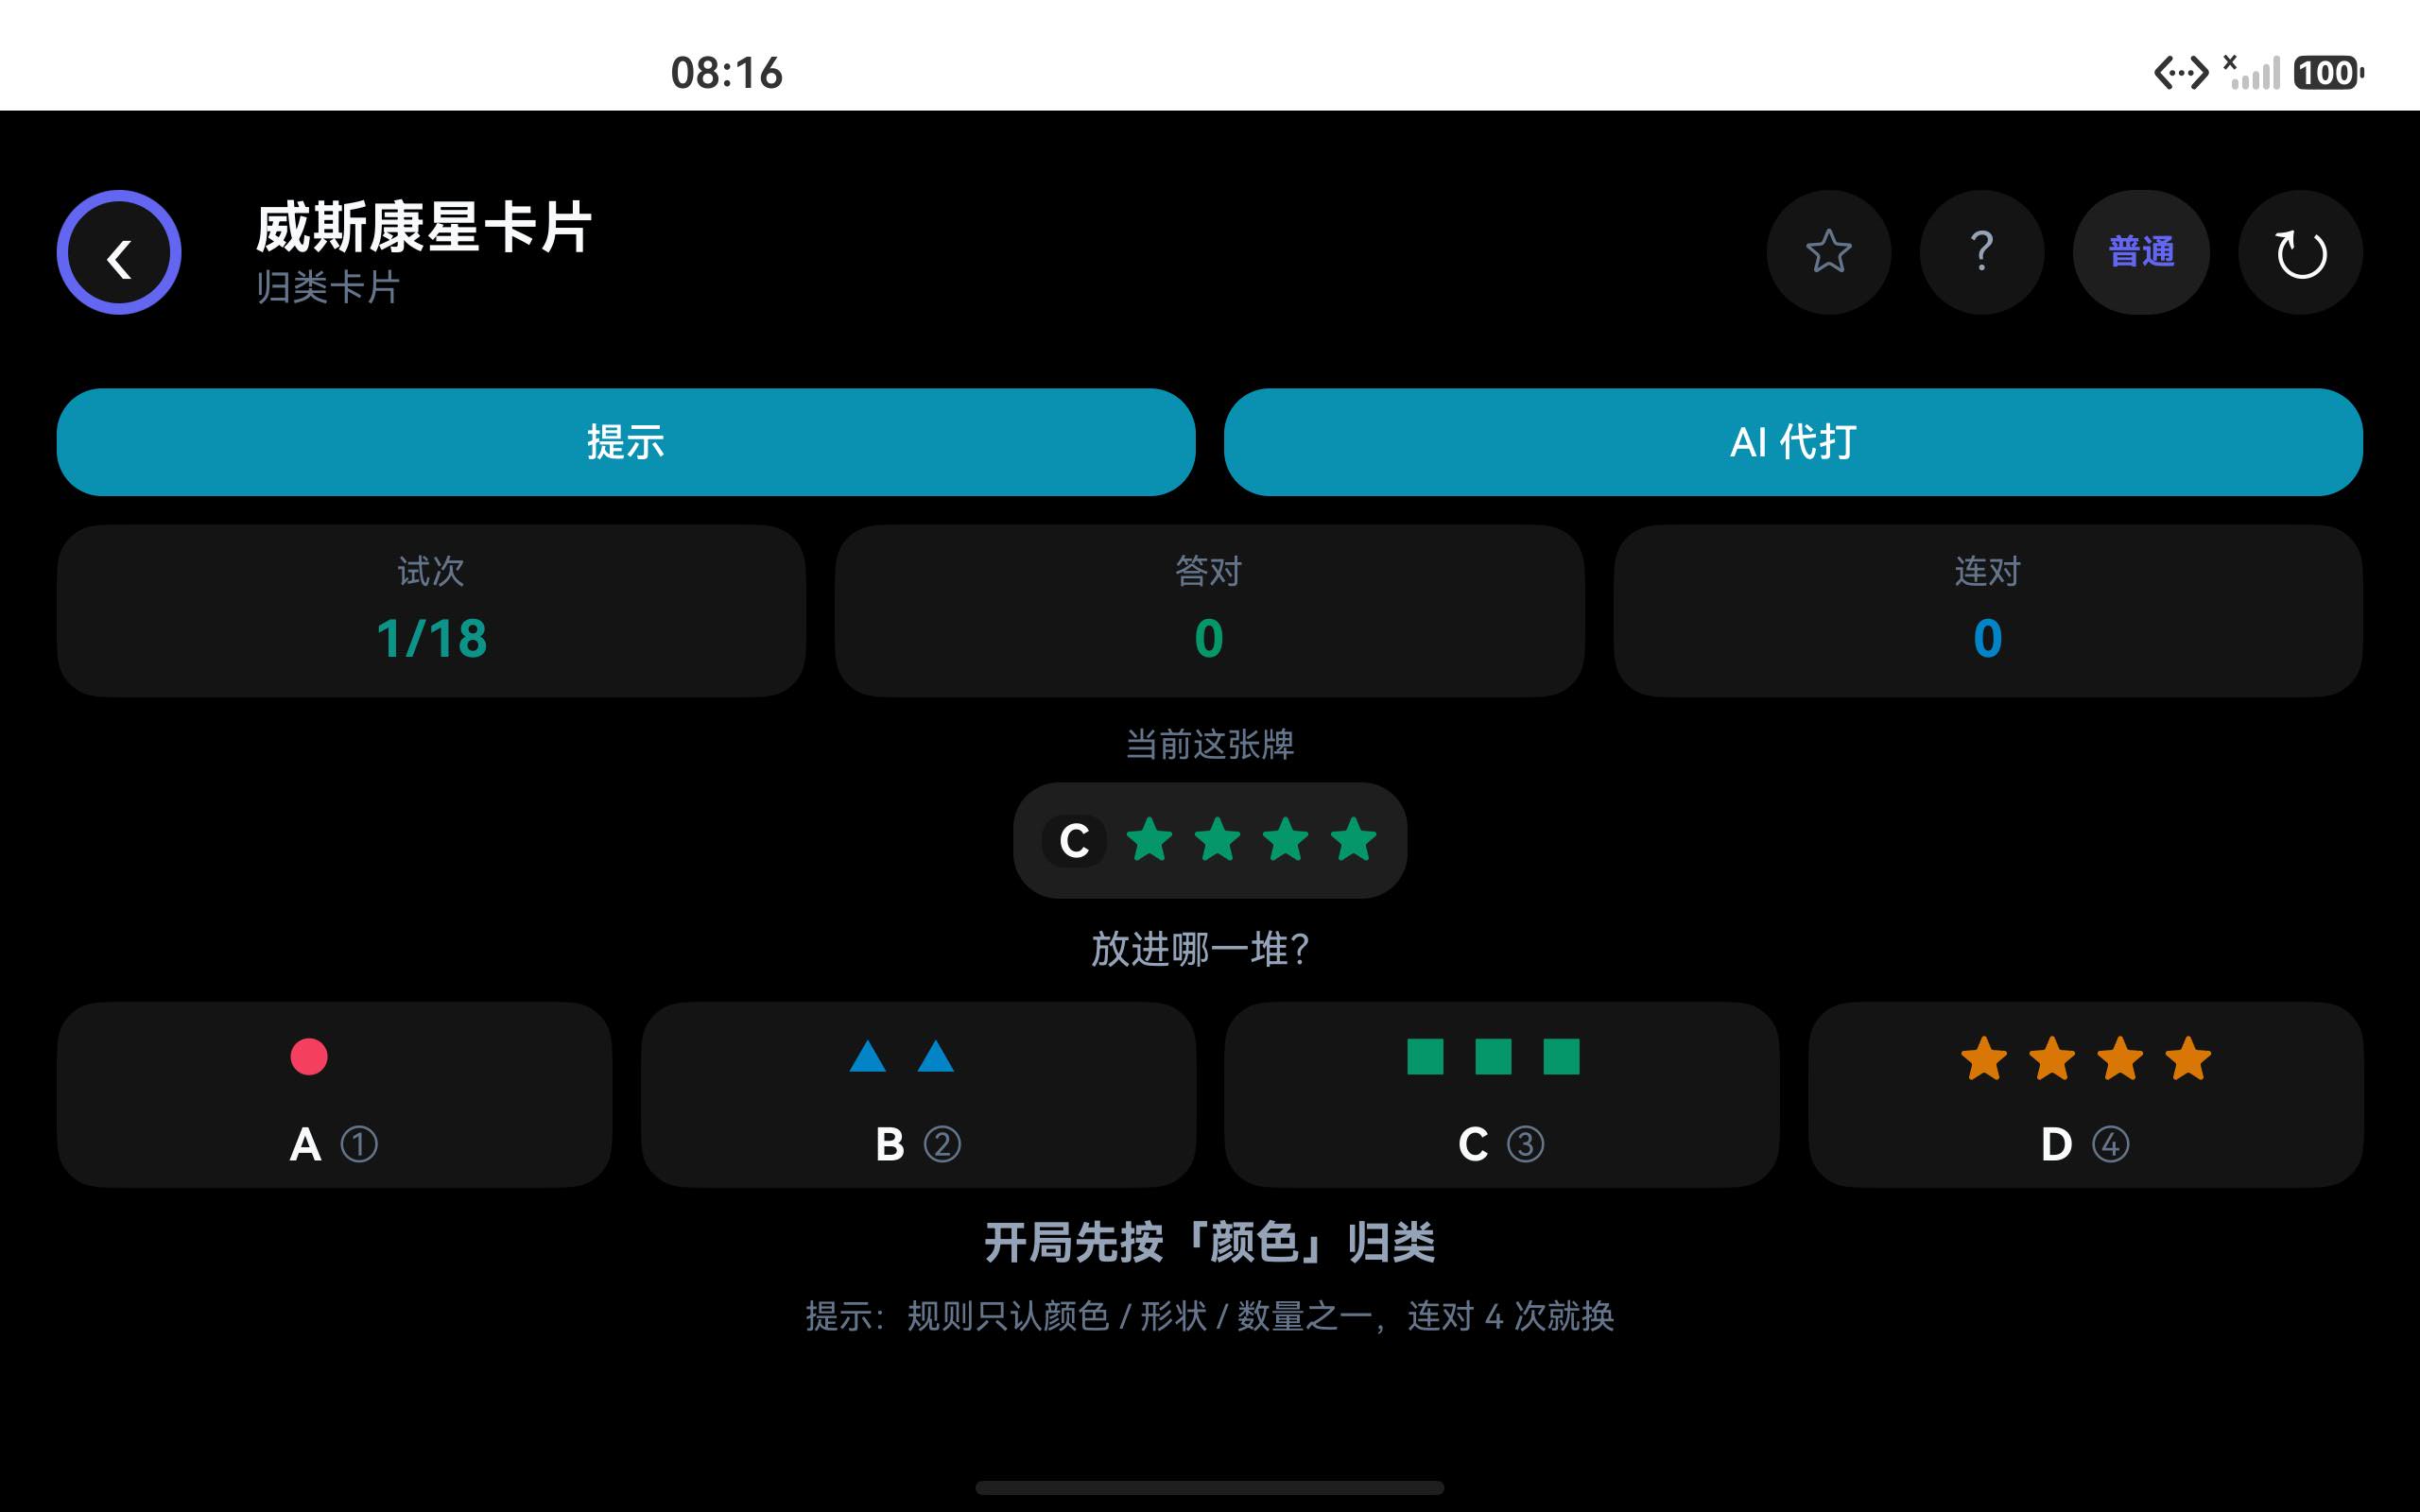 08:16
100
威斯康星卡片
归类卡片
?
普通
提示
AI 代打
试次
1/18
答对
0
连对
0
当前这张牌
C
放进哪一堆？
A ①
B ②
C ③
D ④
开局先按「颜色」归类
提示：规则只认颜色 / 形状 / 数量之一，连对 4 次就换